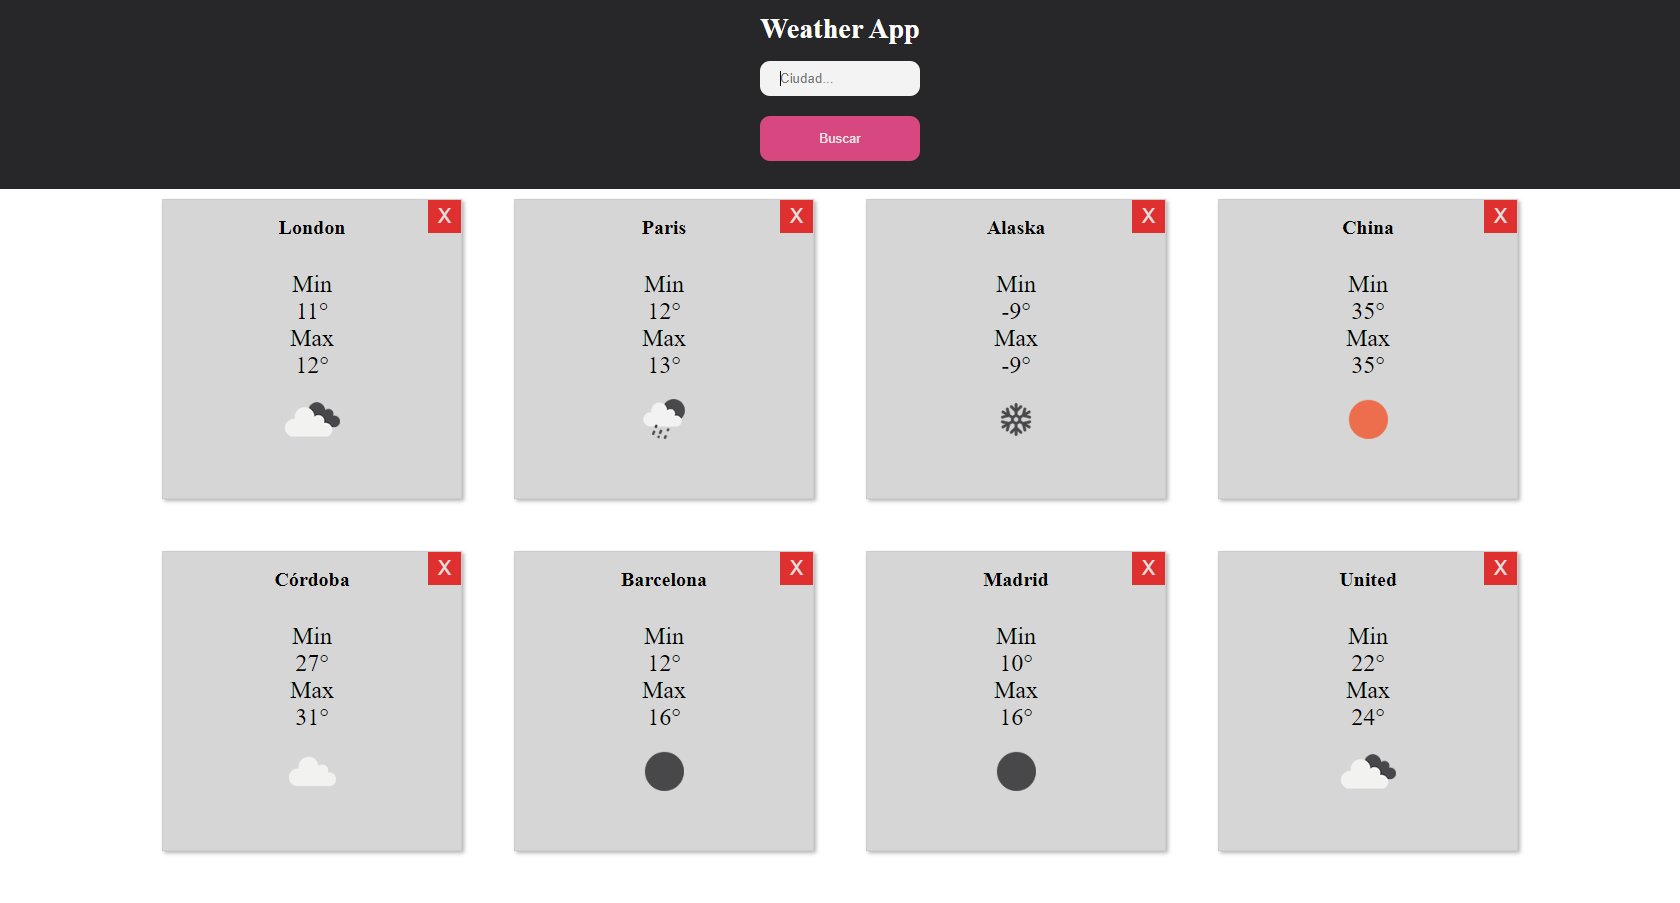 Weather App
Ciudad...
Buscar
London
X
Min
11°
Max
12°
Paris
X
Min
12°
Max
13°
Alaska
X
Min
-9°
Max
-9°
China
X
Min
35°
Max
35°
Córdoba
X
Min
27°
Max
31°
Barcelona
X
Min
12°
Max
16°
Madrid
X
Min
10°
Max
16°
United
X
Min
22°
Max
24°